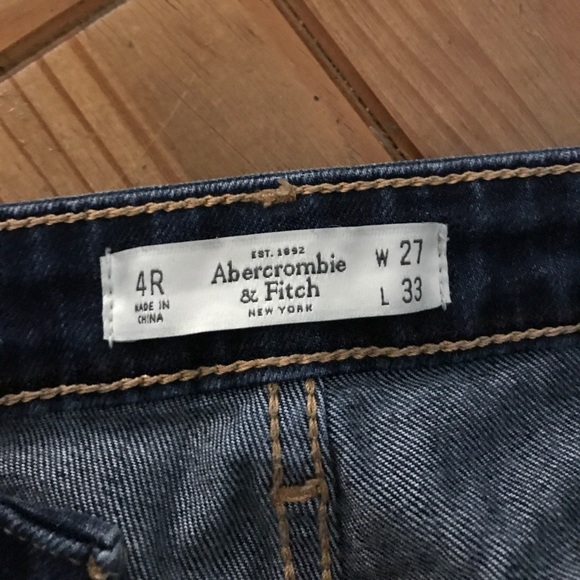 4R
MADE IN
CHINA
EST. 1892
Abercrombie
& Fitch
NEW YORK
W 27
L 33